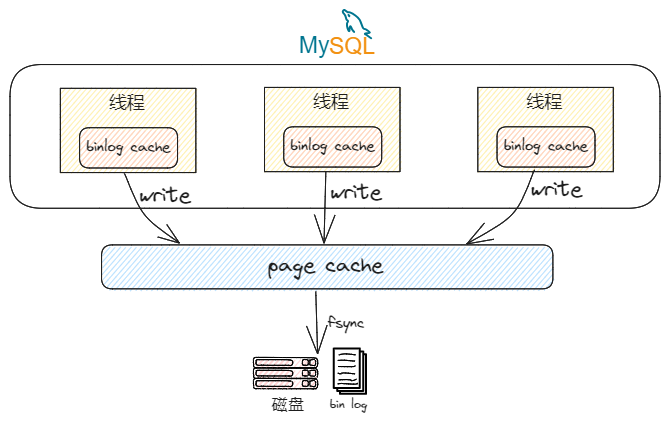 MySQL
线程
线程
线程
binlog cache
binlog cache
binlog cache
write
write
write
page cache
fsync
磁盘
bin log